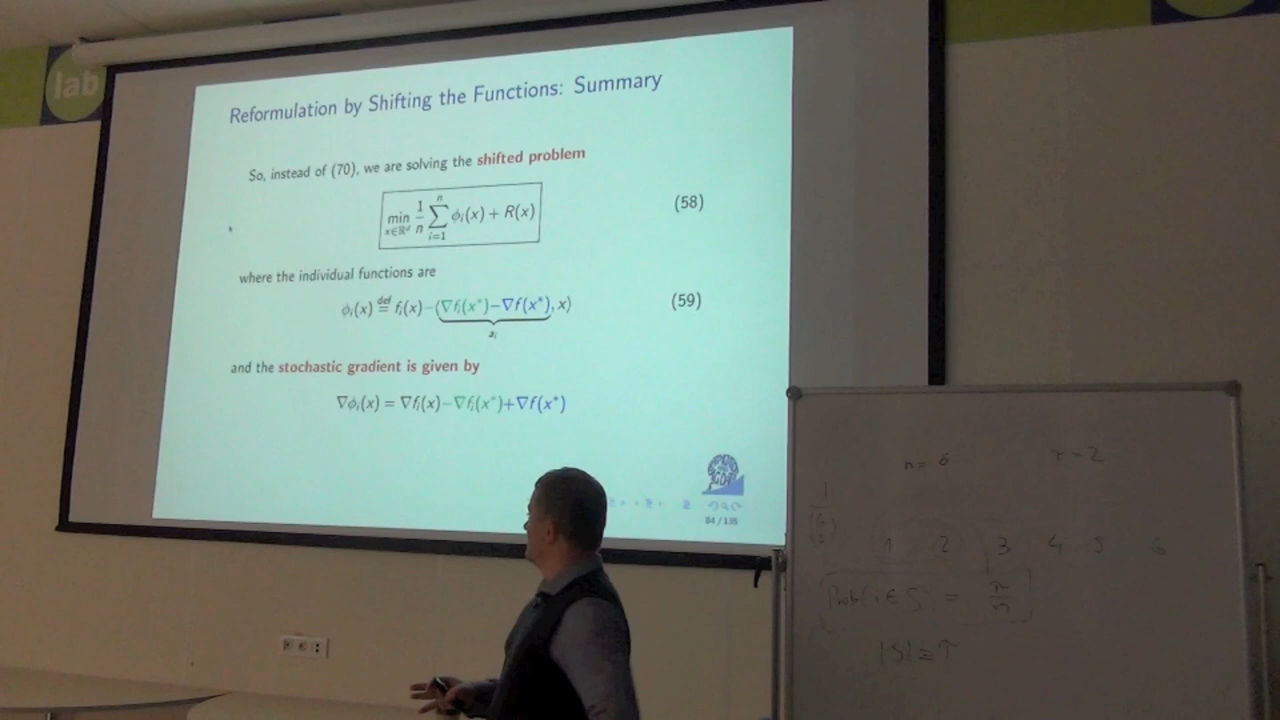 lab
Reformulation by Shifting the Functions: Summary
So, instead of (70), we are solving the shifted problem
min_{x∈ℝ^d} 1/n ∑_{i=1}^{n} ϕ_i(x) + R(x) (58)
where the individual functions are
ϕ_i(x) def= f_i(x)−⟨∇f_i(x*)−∇f(x*), x⟩ (59)
a_i
and the stochastic gradient is given by
∇ϕ_i(x) = ∇f_i(x)−∇f_i(x*)+∇f(x*)
84 / 135
n = 6 τ = 2
1 2 3 4 5 6
Prob(i ∈ S) = τ/n
|S| ≡ τ